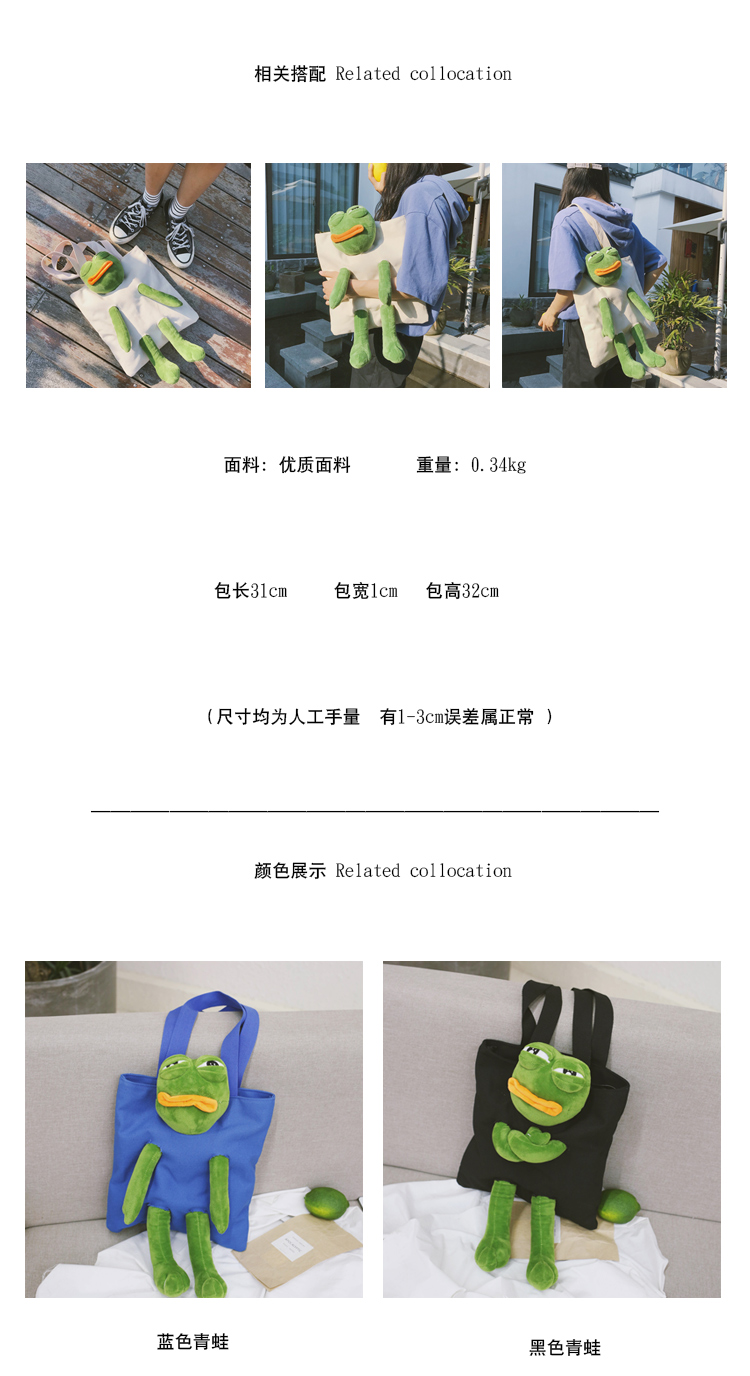 相关搭配 Related collocation
面料: 优质面料 重量: 0.34kg
包长31cm 包宽1cm 包高32cm
(尺寸均为人工手量 有1-3cm误差属正常 )
颜色展示 Related collocation
蓝色青蛙
黑色青蛙